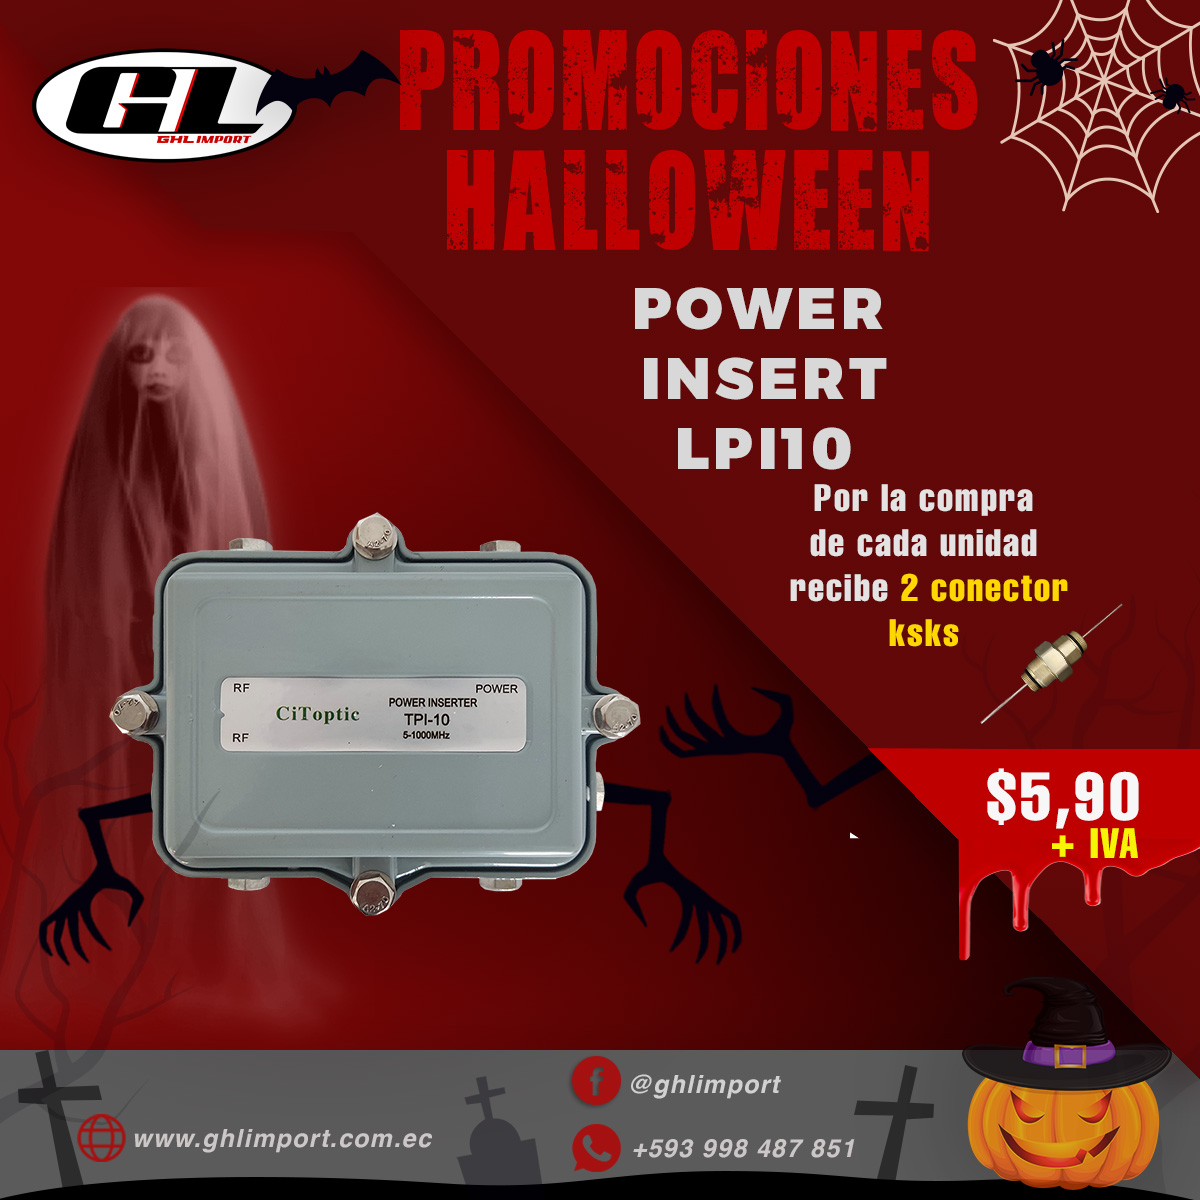 GHL
GHL IMPORT
PROMOCIONES
HALLOWEEN
POWER
INSERT
LPI10
Por la compra
de cada unidad
recibe 2 conector
ksks
RF
POWER
CiToptic
POWER INSERTER
TPI-10
5-1000MHz
RF
$5,90
+ IVA
@ghlimport
www.ghlimport.com.ec
+593 998 487 851